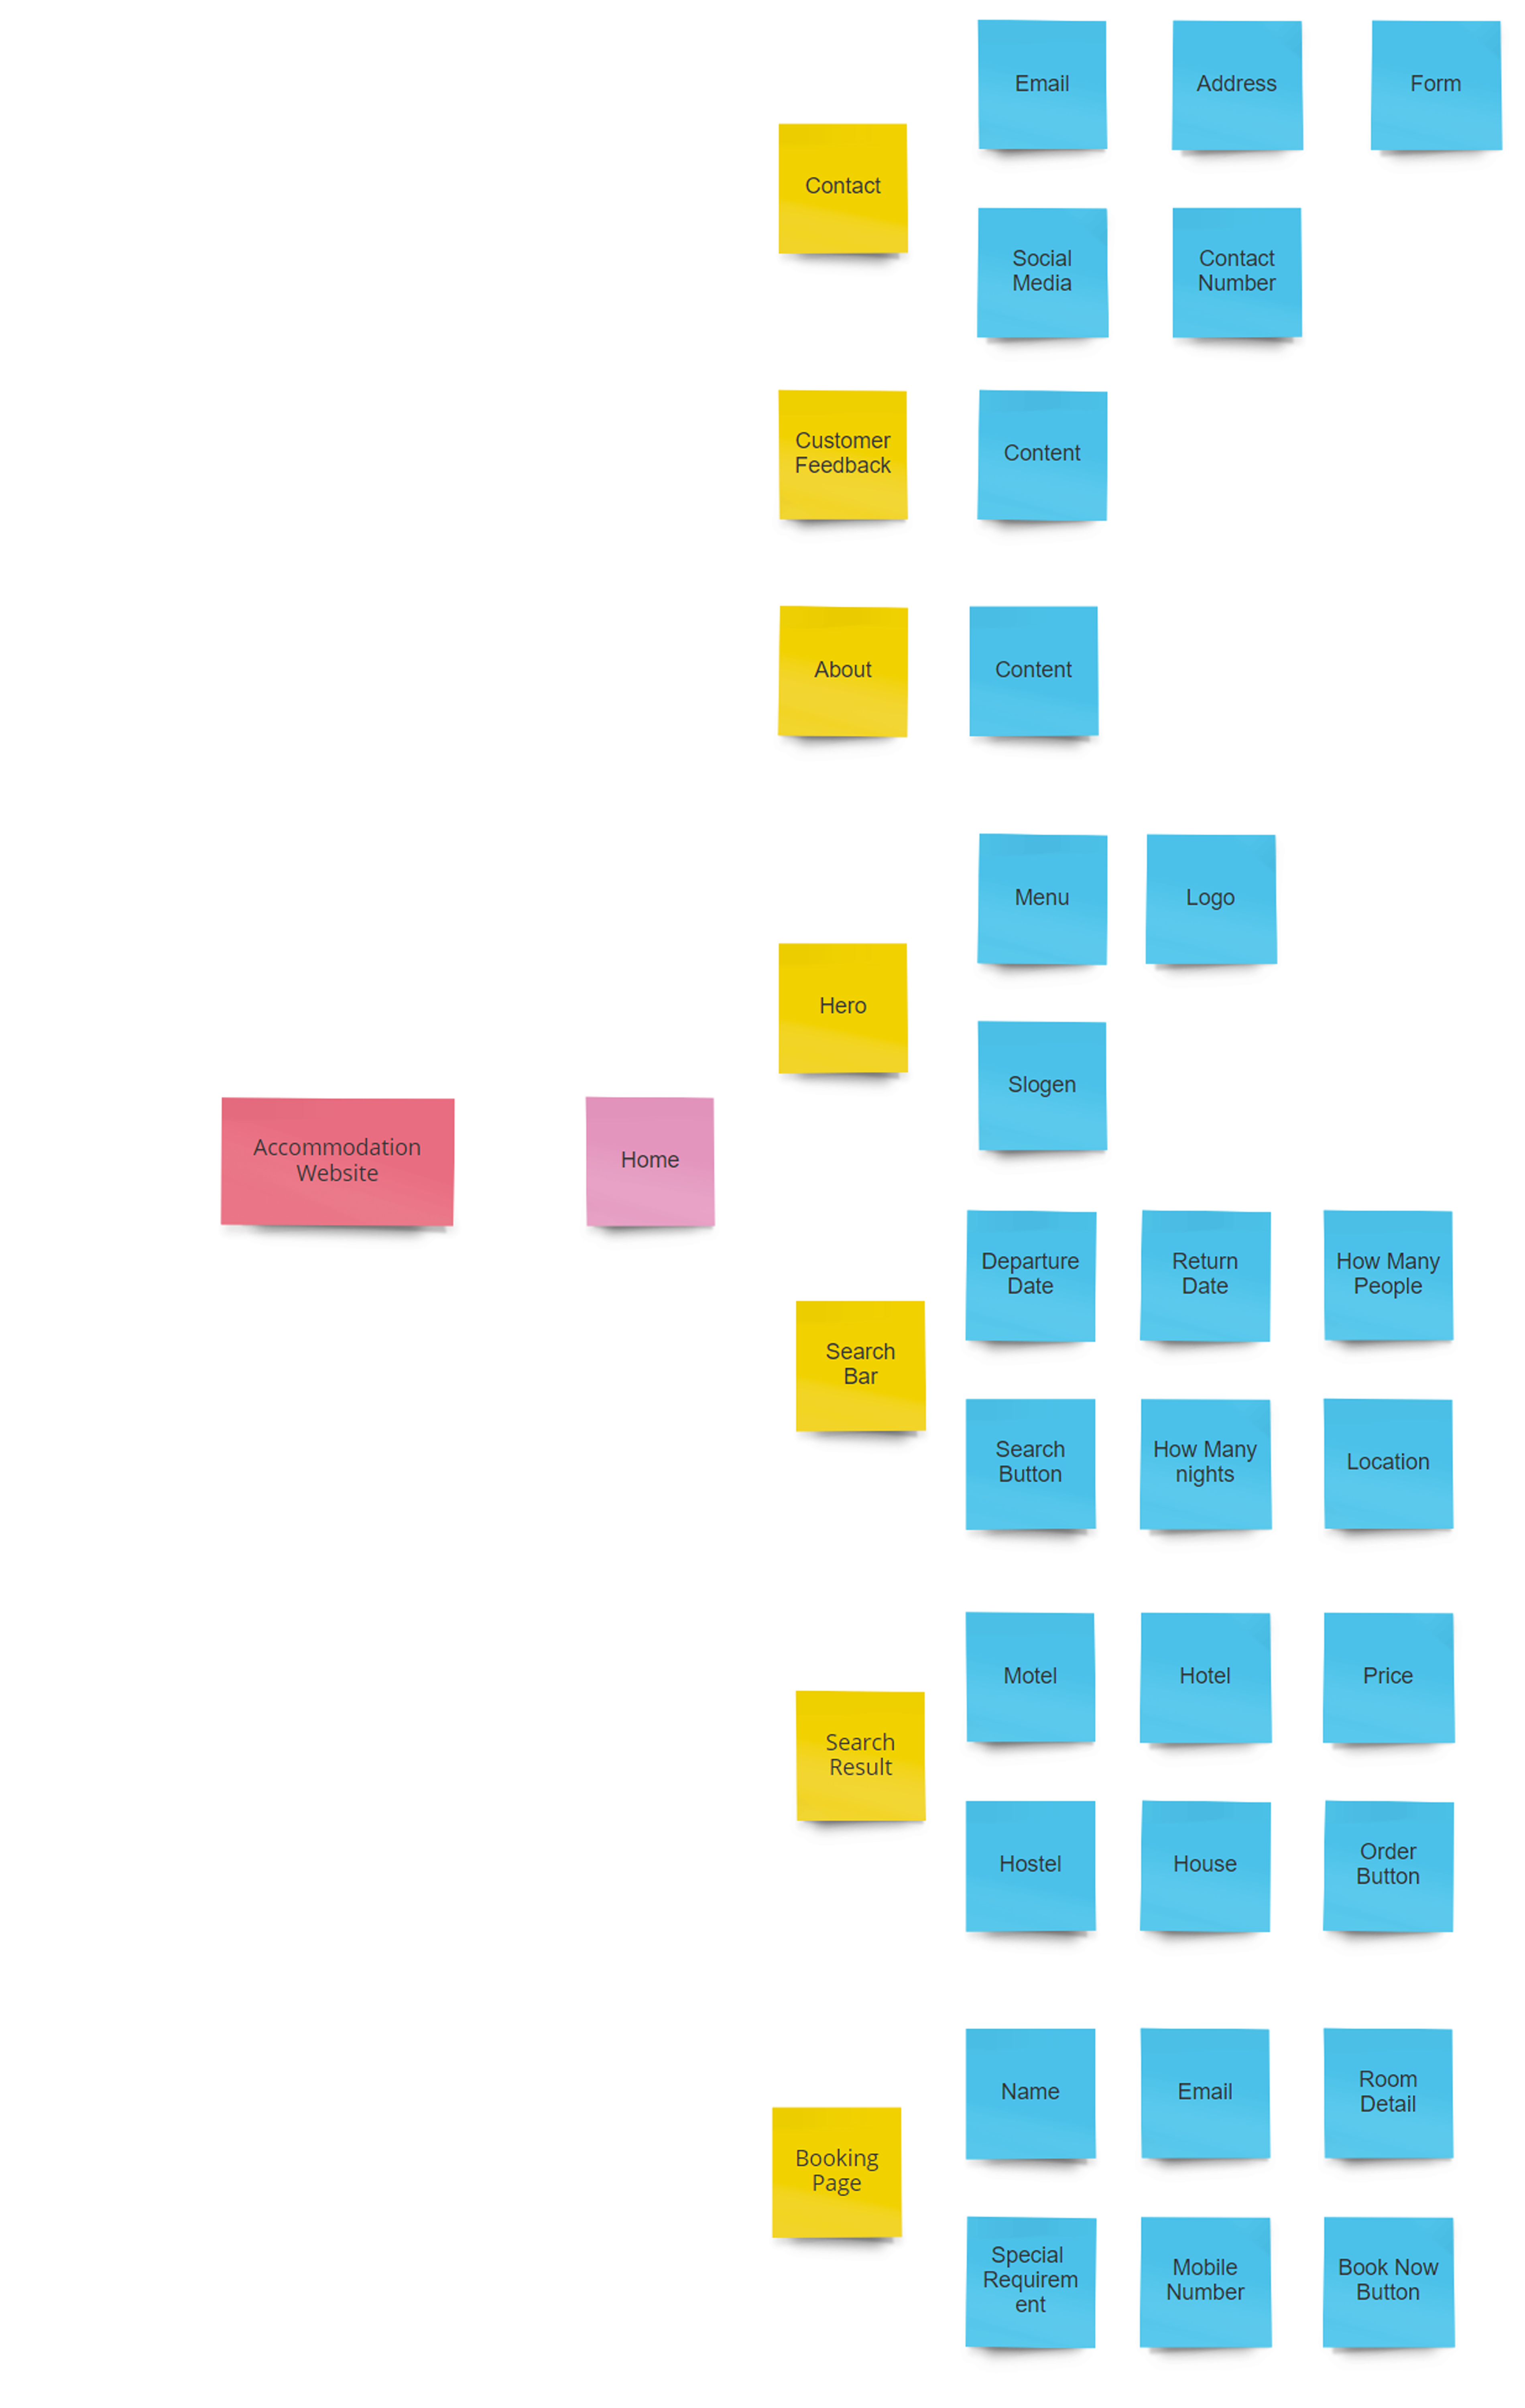 Email
Address
Form
Contact
Social
Media
Contact
Number
Customer
Feedback
Content
About
Content
Menu
Logo
Hero
Slogen
Accommodation
Website
Home
Departure
Date
Return
Date
How Many
People
Search
Bar
Search
Button
How Many
nights
Location
Motel
Hotel
Price
Search
Result
Hostel
House
Order
Button
Name
Email
Room
Detail
Booking
Page
Special
Requirem
ent
Mobile
Number
Book Now
Button